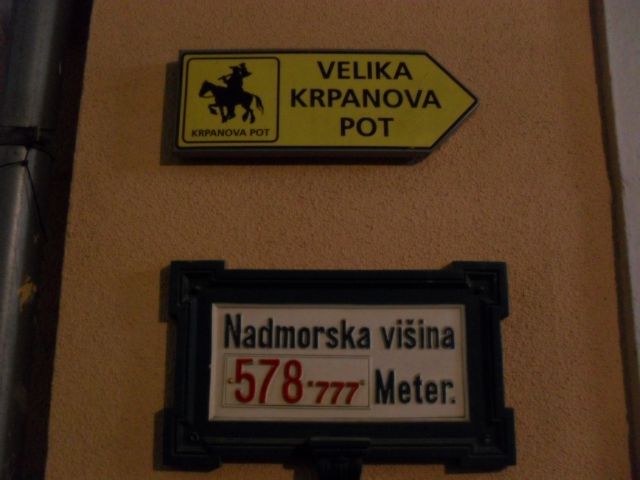 VELIKA
KRPANOVA
POT
KRPANOVA POT
Nadmorska višina
578·777 Meter.